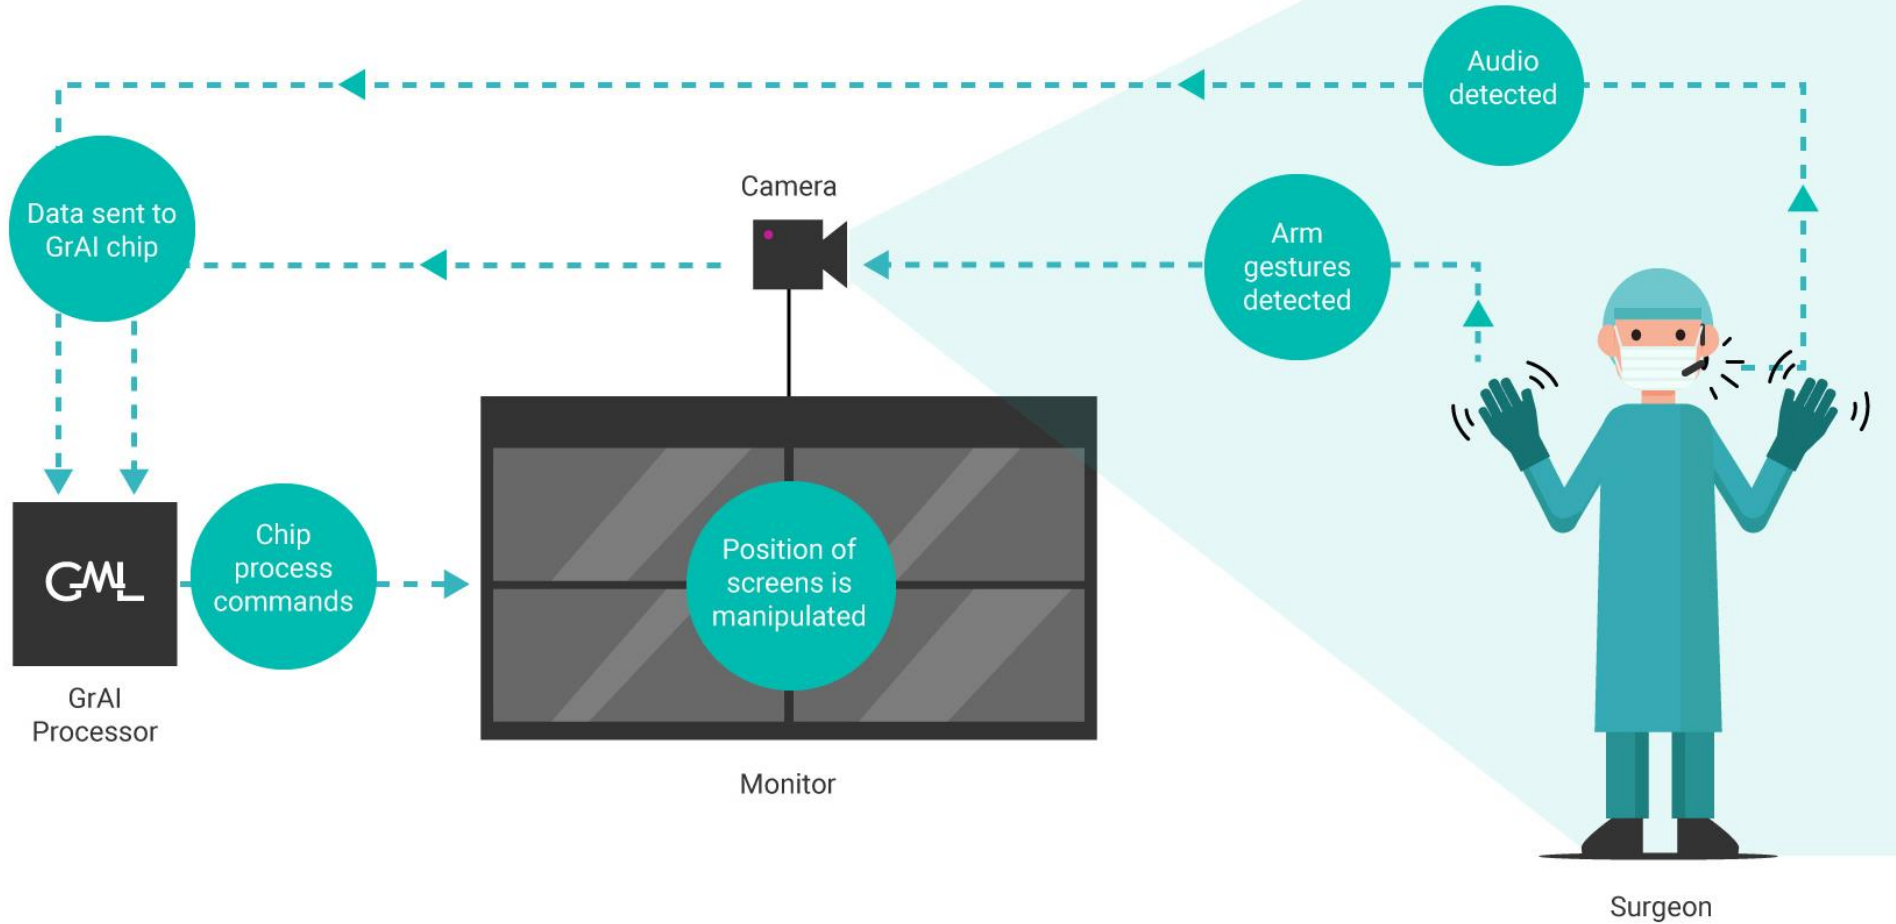 Audio
detected
Camera
Data sent to
GrAI chip
Arm
gestures
detected
GML
Chip
process
commands
Position of
screens is
manipulated
GrAI
Processor
Monitor
Surgeon